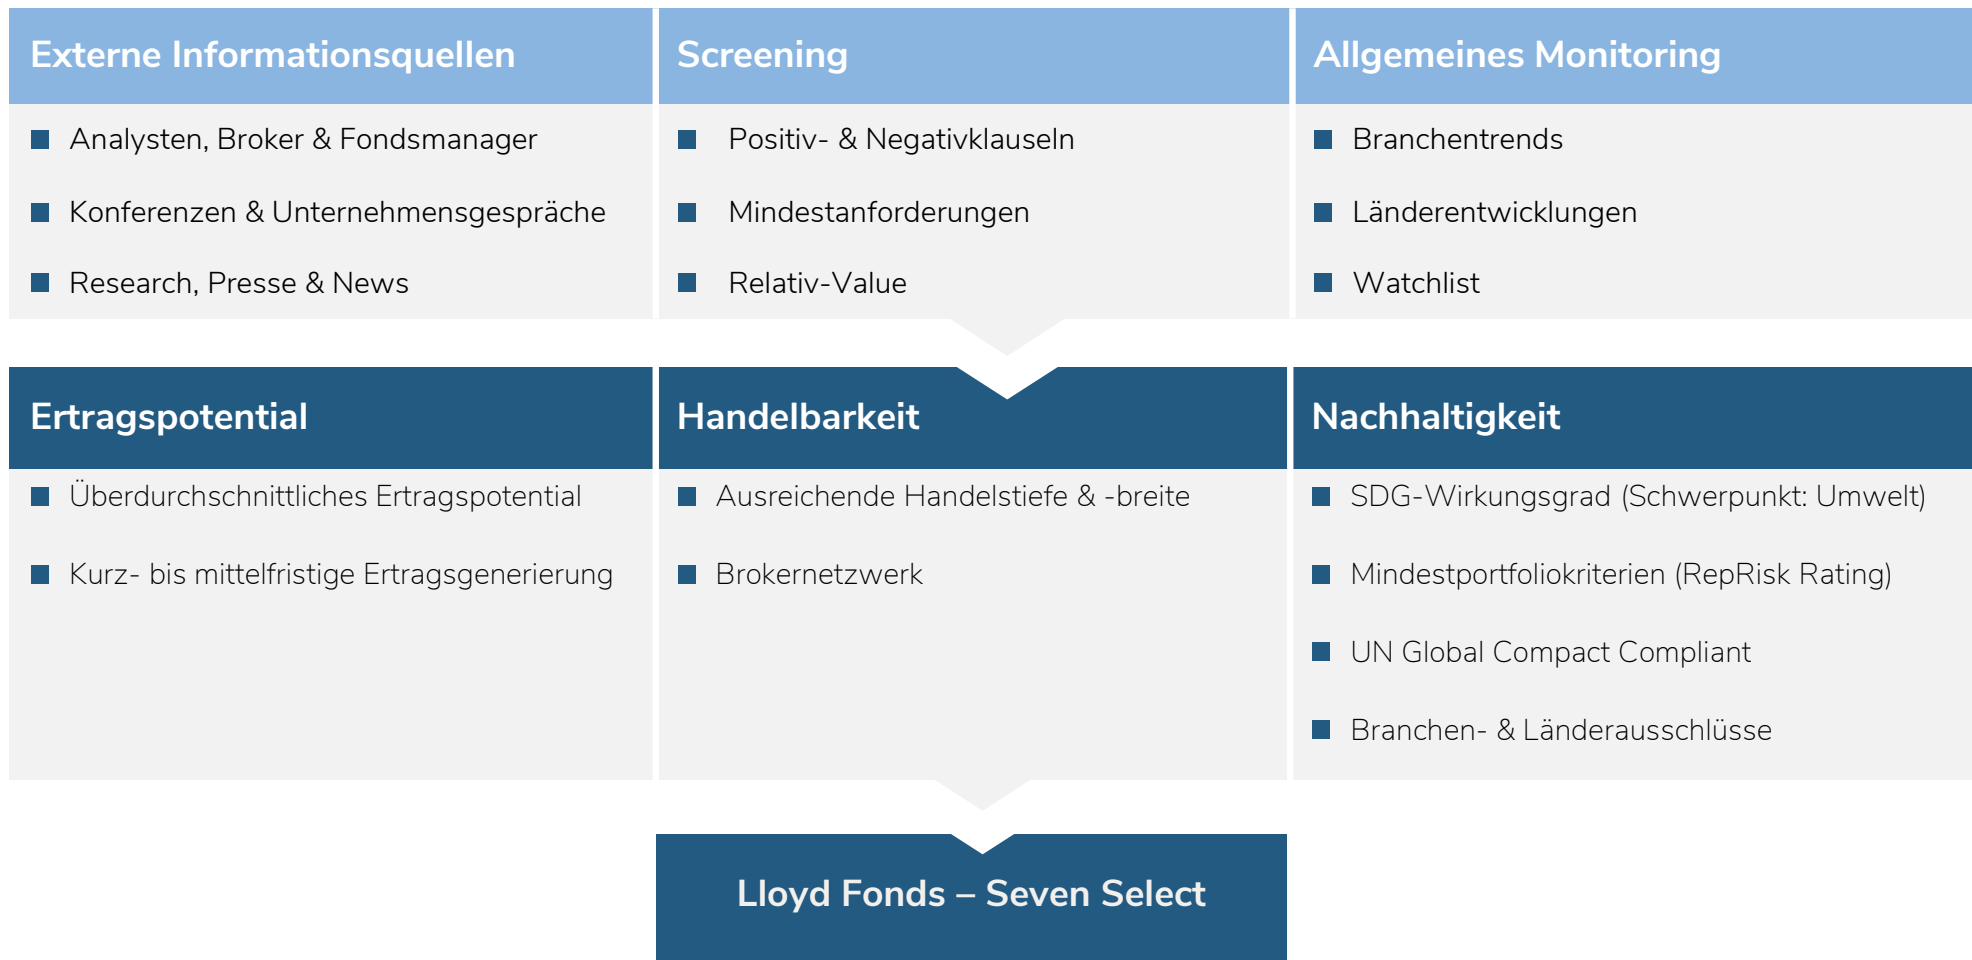 Externe Informationsquellen
Analysten, Broker & Fondsmanager
Konferenzen & Unternehmensgespräche
Research, Presse & News
Screening
Positiv- & Negativklauseln
Mindestanforderungen
Relativ-Value
Allgemeines Monitoring
Branchentrends
Länderentwicklungen
Watchlist
Ertragspotential
Überdurchschnittliches Ertragspotential
Kurz- bis mittelfristige Ertragsgenerierung
Handelbarkeit
Ausreichende Handelstiefe & -breite
Brokernetzwerk
Nachhaltigkeit
SDG-Wirkungsgrad (Schwerpunkt: Umwelt)
Mindestportfoliokriterien (RepRisk Rating)
UN Global Compact Compliant
Branchen- & Länderausschlüsse
Lloyd Fonds – Seven Select